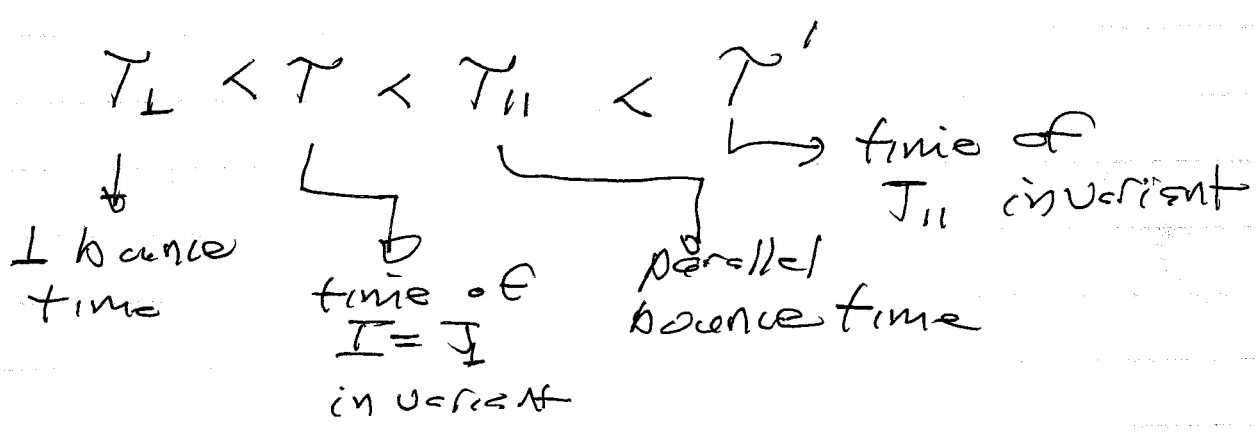 τ⊥ < τ < τ॥ < τ′
time of
J॥ invariant
⊥ bounce
time
time of
I = J⊥
invariant
parallel
bounce time